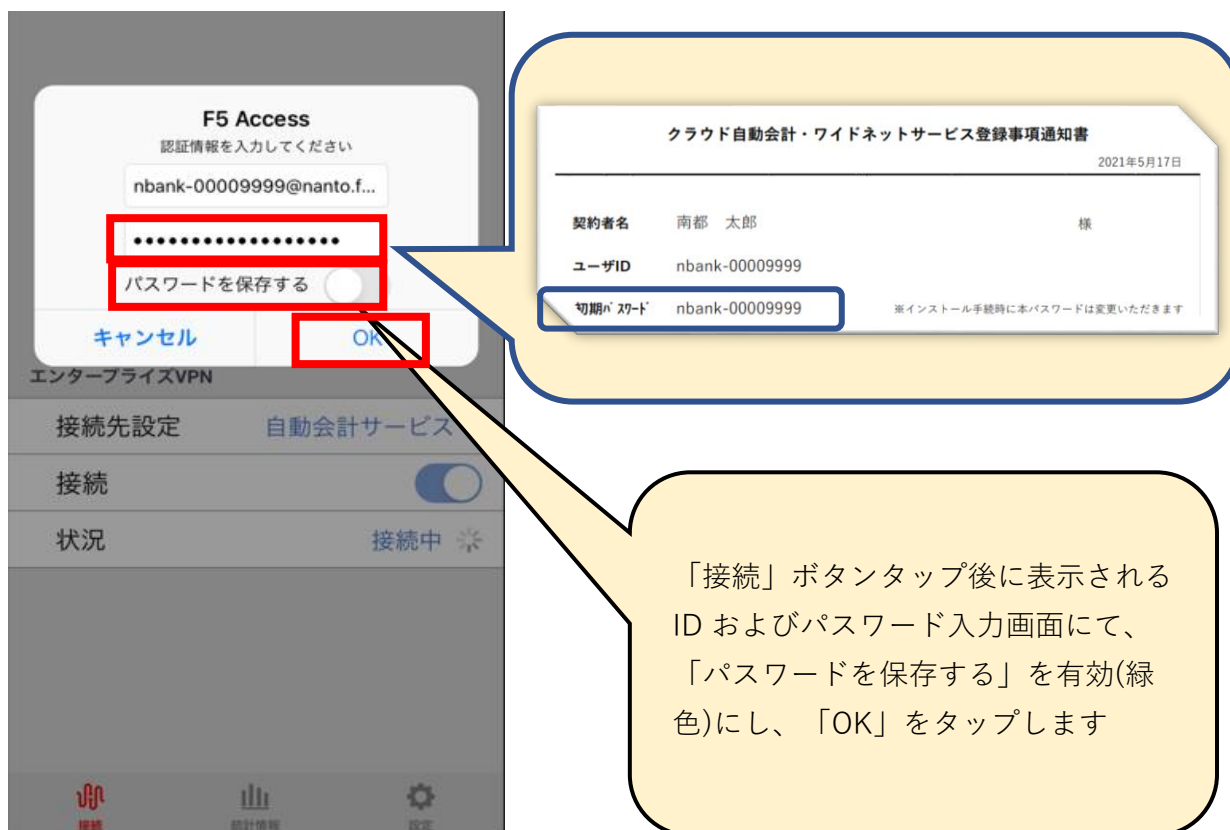 F5 Access
認証情報を入力してください
nbank-00009999@nanto.f...
••••••••••••••••••
パスワードを保存する
キャンセル
OK
エンタープライズVPN
接続先設定
自動会計サービス
接続
状況
接続中
接続
統計情報
設定
クラウド自動会計・ワイドネットサービス登録事項通知書
2021年5月17日
契約者名 南都 太郎 様
ユーザID nbank-00009999
初期ﾊﾟｽﾜｰﾄﾞ nbank-00009999 ※インストール手続時に本パスワードは変更いただきます
「接続」ボタンタップ後に表示される
ID およびパスワード入力画面にて、
「パスワードを保存する」を有効(緑
色)にし、「OK」をタップします